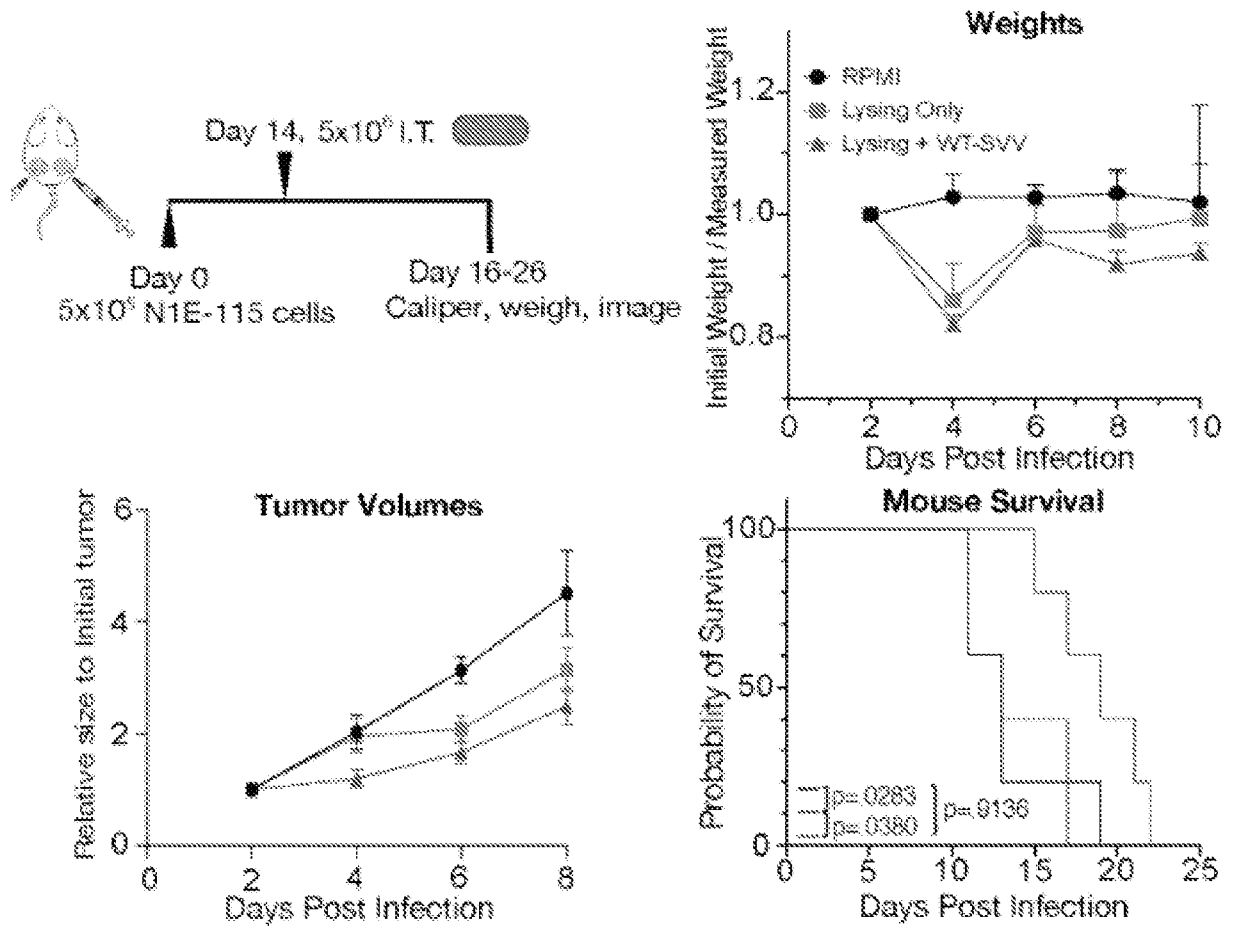 Day 14, 5x10⁶ I.T.
Day 0
5x10⁵ N1E-115 cells
Day 16-26
Caliper, weigh, image
Weights
Initial Weight / Measured Weight
RPMI
Lysing Only
Lysing + WT-SVV
1.2
1.0
0.8
0 2 4 6 8 10
Days Post Infection
Tumor Volumes
Relative size to Initial tumor
6
4
2
0
0 2 4 6 8
Days Post Infection
Mouse Survival
Probability of Survival
100
50
0
p=.0283
p=.0380
p=.9136
0 5 10 15 20 25
Days Post Infection